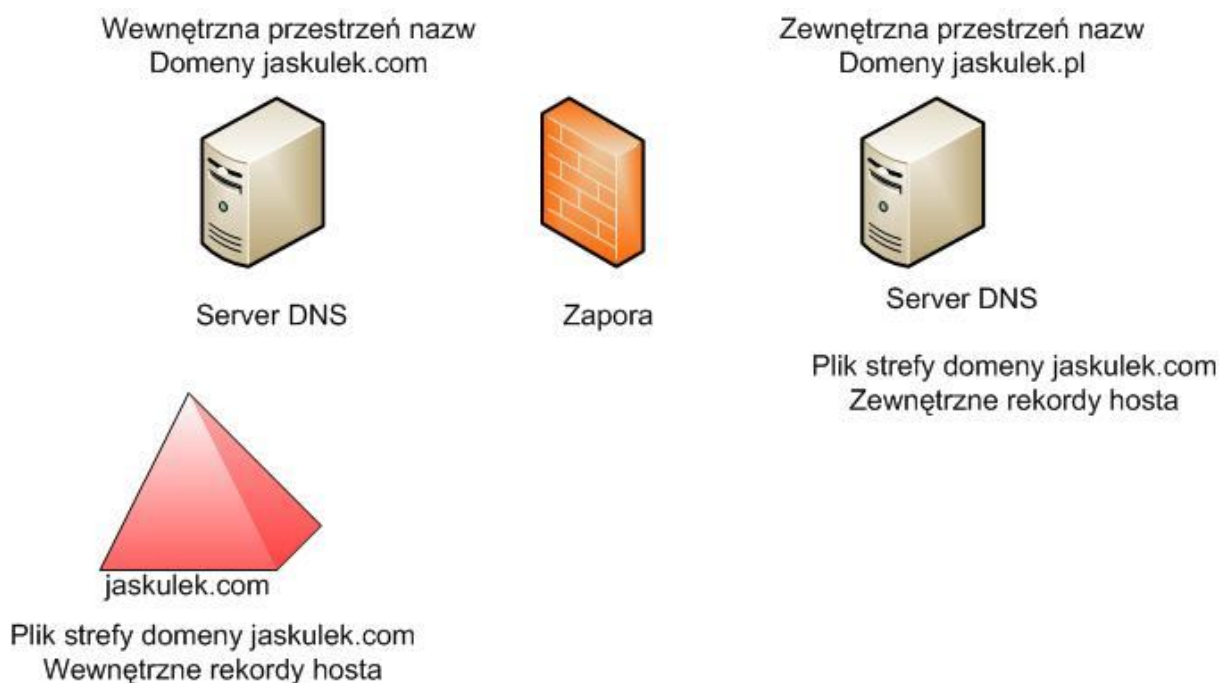 Wewnętrzna przestrzeń nazw
Domeny jaskulek.com
Zewnętrzna przestrzeń nazw
Domeny jaskulek.pl
Server DNS
Zapora
Server DNS
Plik strefy domeny jaskulek.com
Zewnętrzne rekordy hosta
jaskulek.com
Plik strefy domeny jaskulek.com
Wewnętrzne rekordy hosta